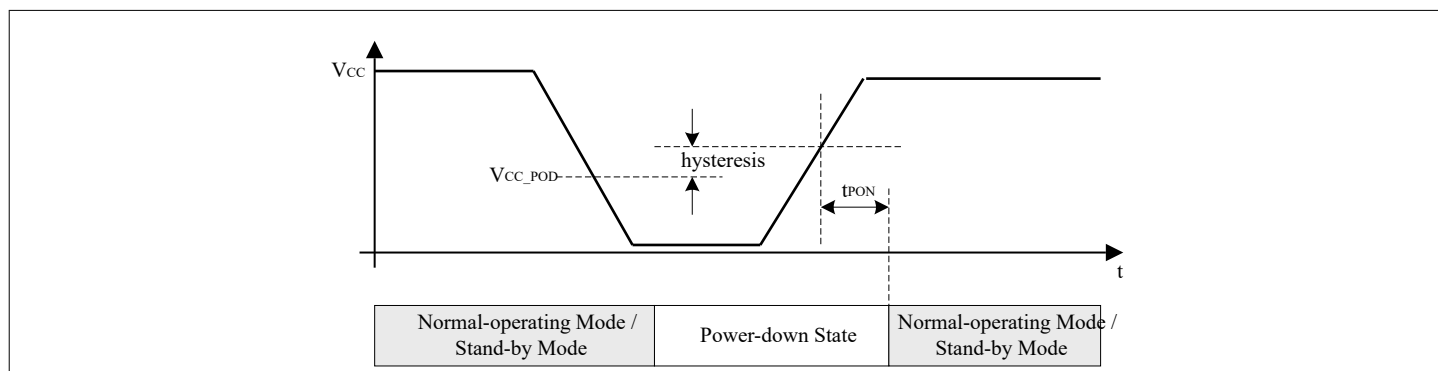 VCC
hysteresis
VCC_POD
tPON
t
Normal-operating Mode /
Stand-by Mode
Power-down State
Normal-operating Mode /
Stand-by Mode